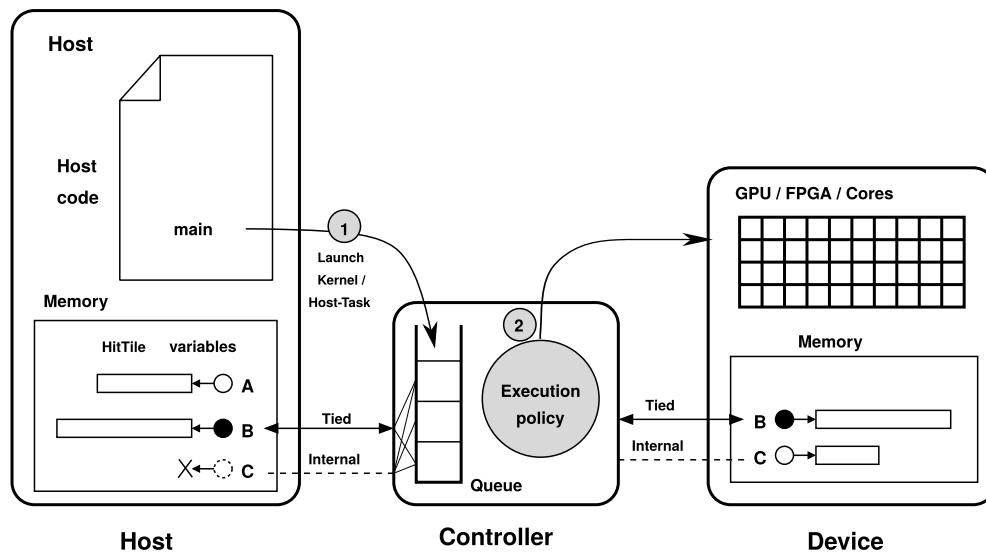 Host
Host
code
main
Memory
HitTile variables
A
B
C
1
Launch
Kernel /
Host-Task
Tied
Internal
2
Execution
policy
Queue
Tied
Internal
GPU / FPGA / Cores
Memory
B
C
Host
Controller
Device